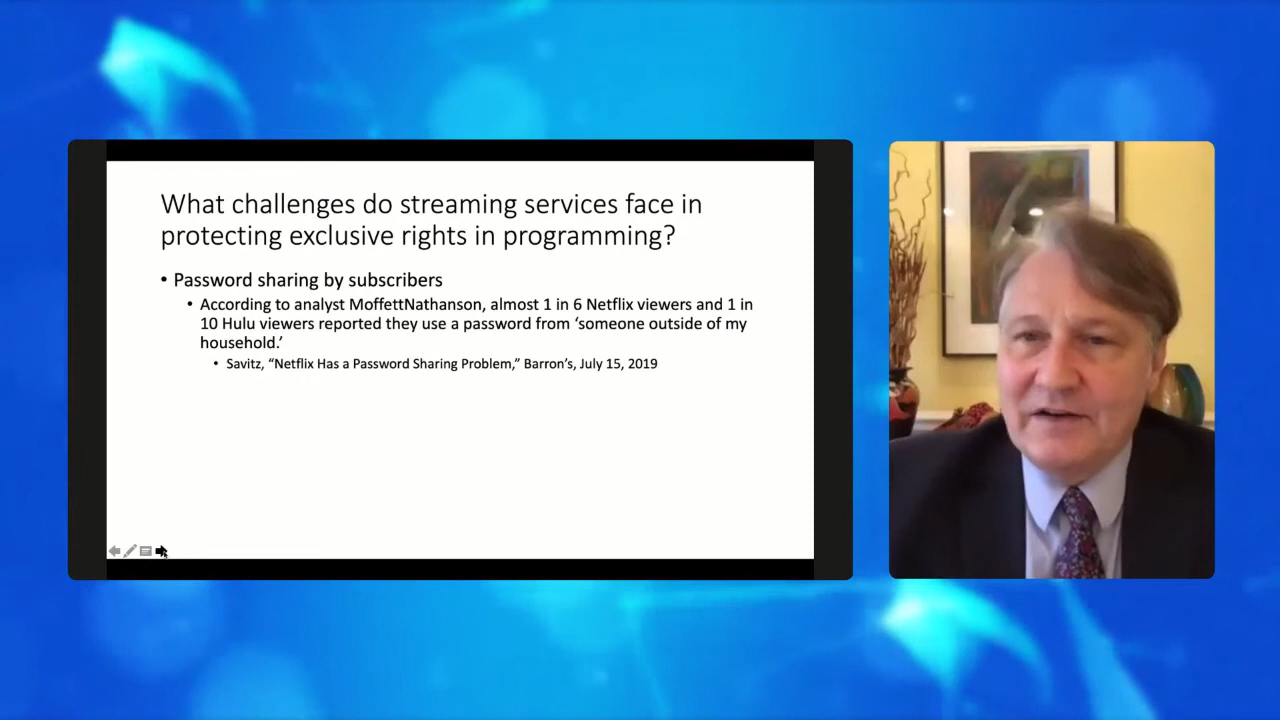 What challenges do streaming services face in
protecting exclusive rights in programming?
• Password sharing by subscribers
• According to analyst MoffettNathanson, almost 1 in 6 Netflix viewers and 1 in
10 Hulu viewers reported they use a password from ‘someone outside of my
household.’
• Savitz, “Netflix Has a Password Sharing Problem,” Barron’s, July 15, 2019